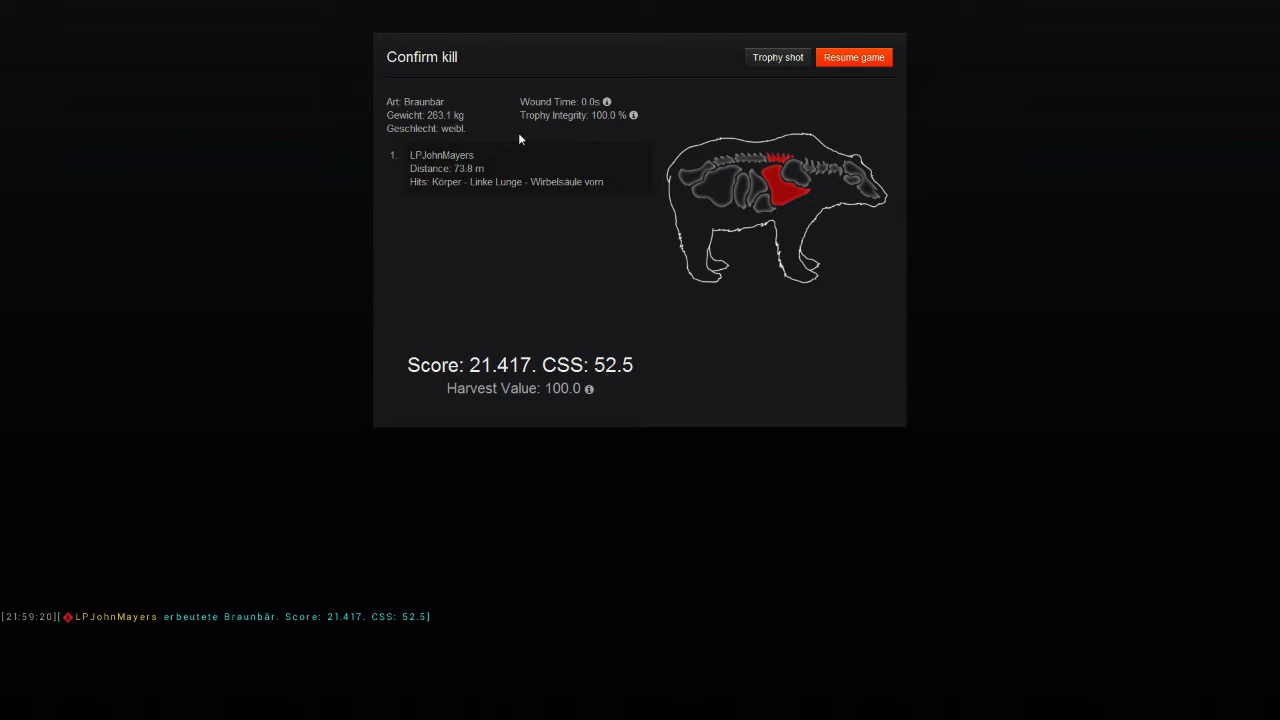 Confirm kill
Trophy shot
Resume game
Art: Braunbär
Gewicht: 263.1 kg
Geschlecht: weibl.
Wound Time: 0.0s
Trophy Integrity: 100.0 %
1. LPJohnMayers
Distance: 73.8 m
Hits: Körper - Linke Lunge - Wirbelsäule vorn
Score: 21.417. CSS: 52.5
Harvest Value: 100.0
[21:59:20][LPJohnMayers erbeutete Braunbär. Score: 21.417. CSS: 52.5]